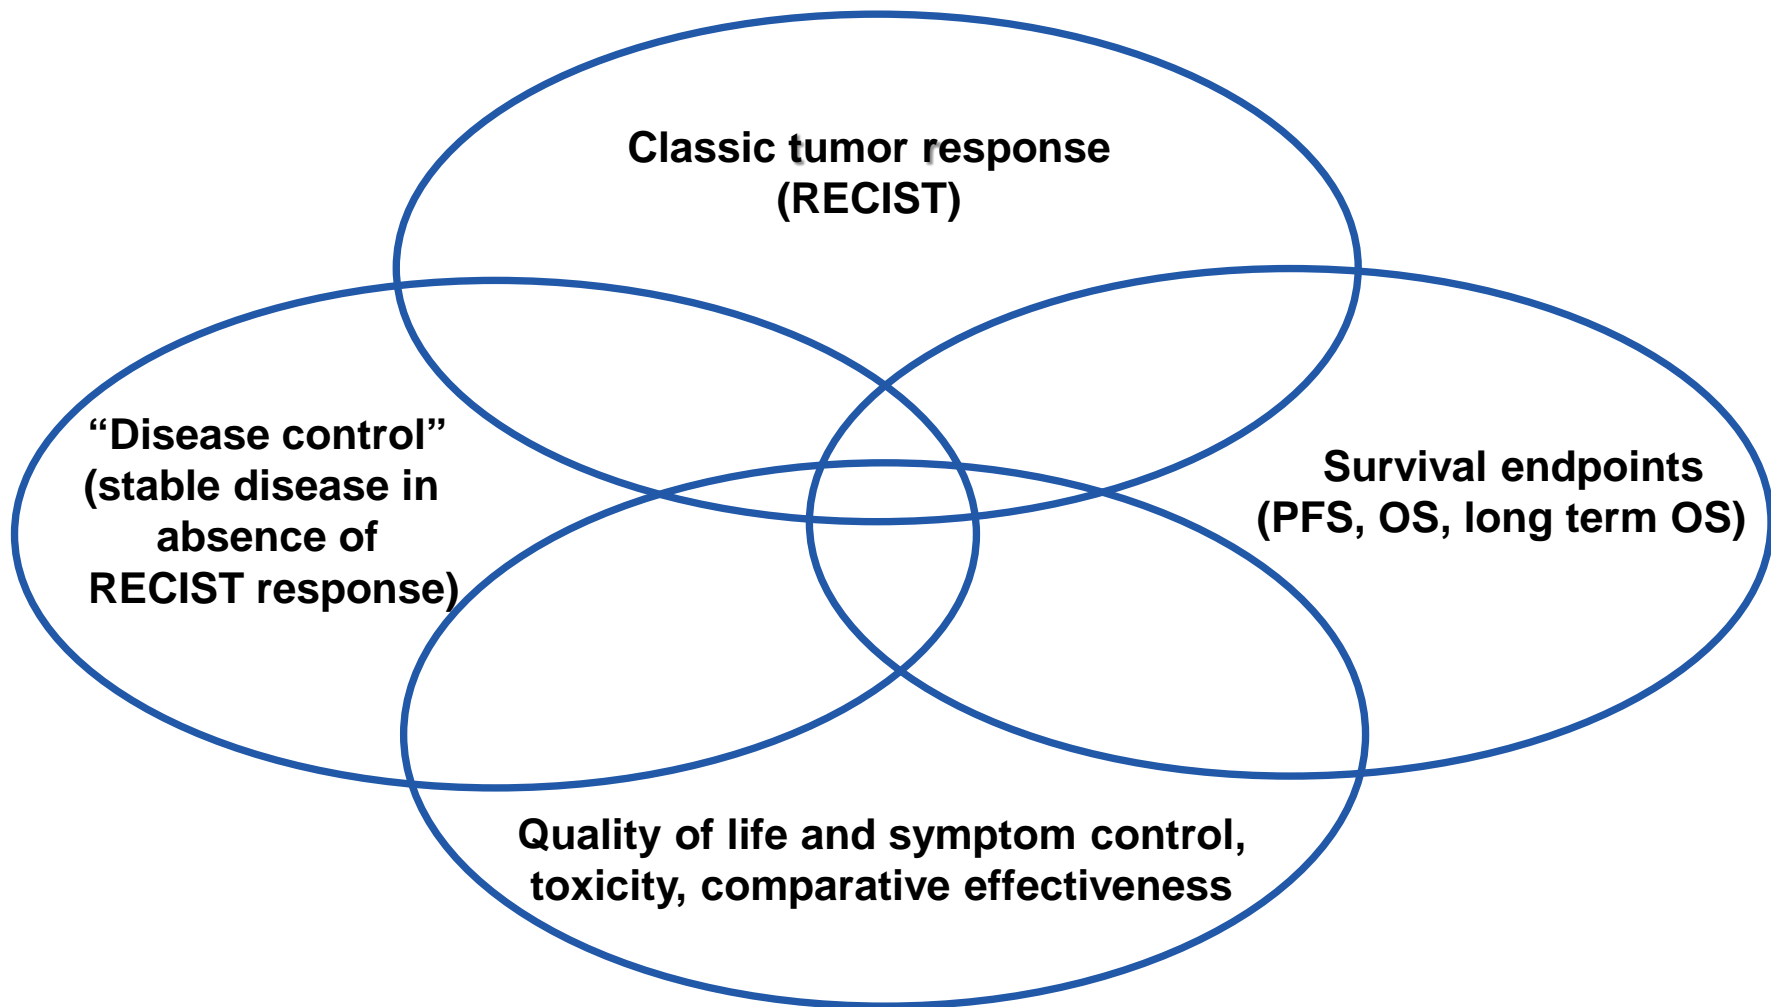 Classic tumor response
(RECIST)
“Disease control”
(stable disease in
absence of
RECIST response)
Survival endpoints
(PFS, OS, long term OS)
Quality of life and symptom control,
toxicity, comparative effectiveness